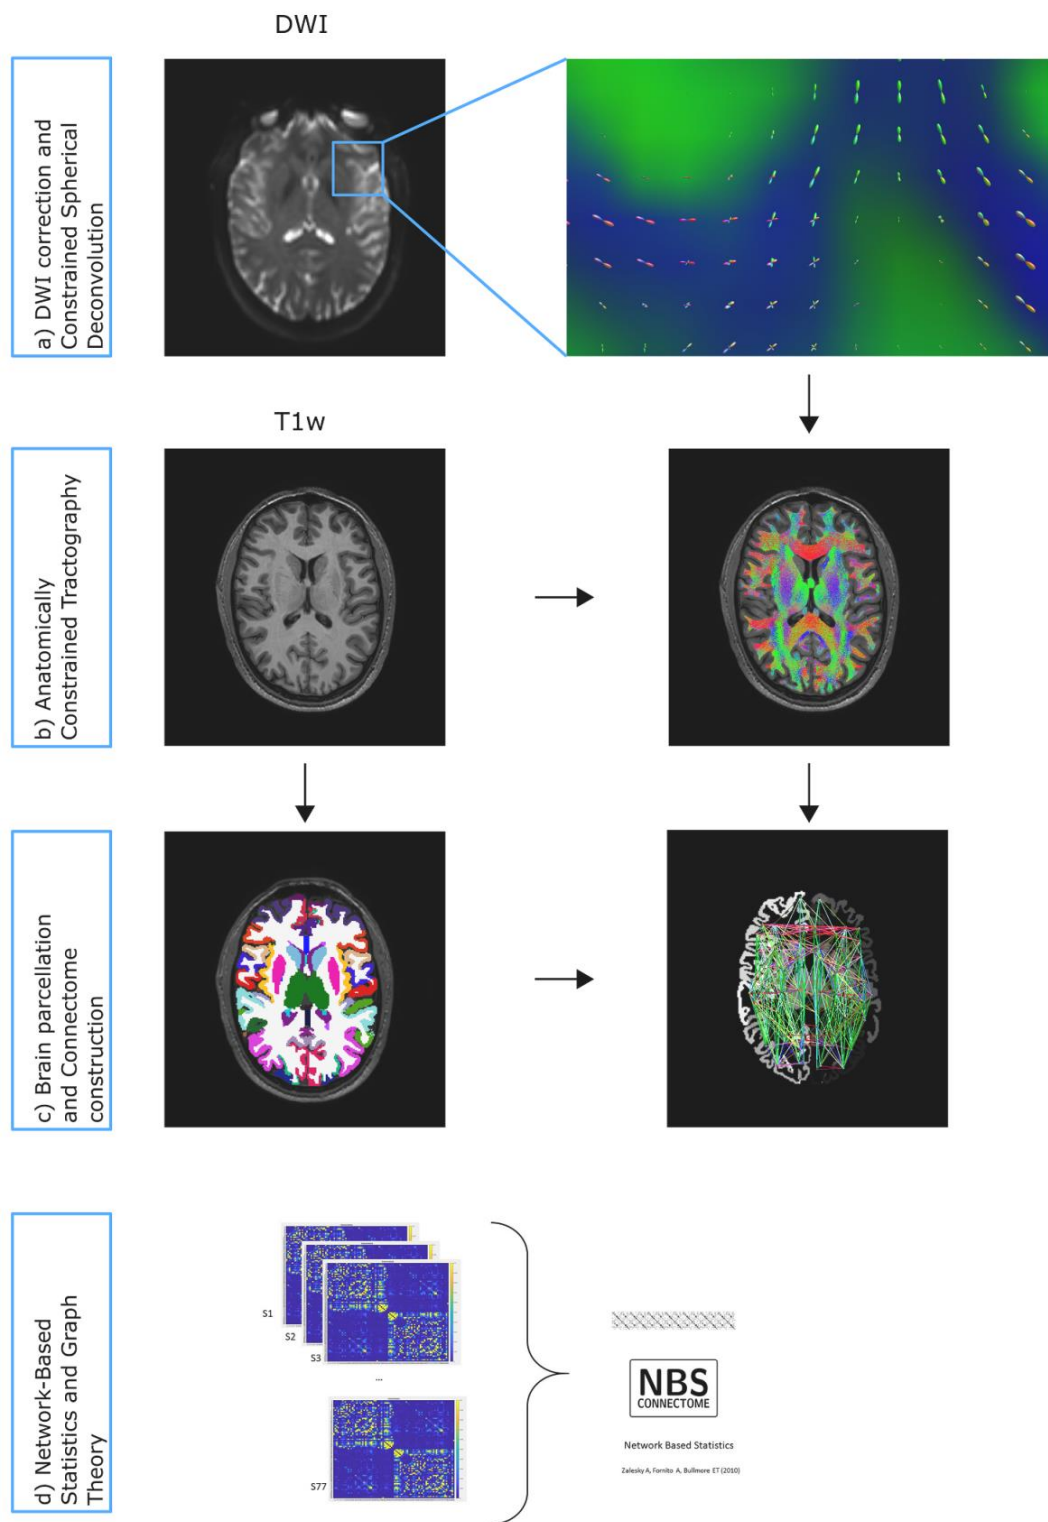 DWI
a) DWI correction and
Constrained Spherical
Deconvolution
T1w
b) Anatomically
Constrained Tractography
c) Brain parcellation
and Connectome
construction
d) Network-Based
Statistics and Graph
Theory
S1
S2
S3
...
S77
NBS
CONNECTOME
Network Based Statistics
Zalesky A, Fornito A, Bullmore ET (2010)